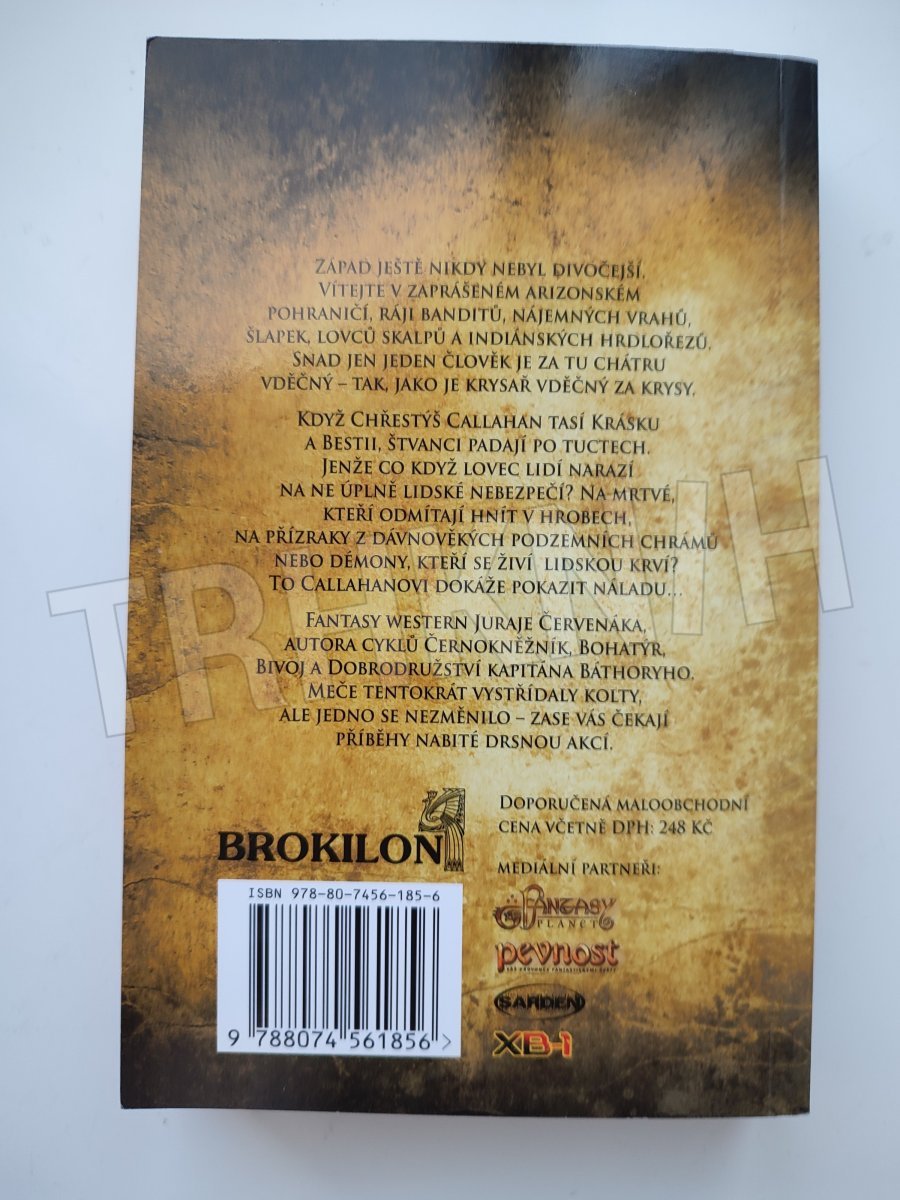 ZÁPAD JEŠTĚ NIKDY NEBYL DIVOČEJŠÍ.
VÍTEJTE V ZAPRÁŠENÉM ARIZONSKÉM
POHRANIČÍ, RÁJI BANDITŮ, NÁJEMNÝCH VRAHŮ,
ŠLAPEK, LOVCŮ SKALPŮ A INDIÁNSKÝCH HRDLOŘEZŮ.
SNAD JEN JEDEN ČLOVĚK JE ZA TU CHÁTRU
VDĚČNÝ – TAK, JAKO JE KRYSAŘ VDĚČNÝ ZA KRYSY.
KDYŽ CHŘESTÝŠ CALLAHAN TASÍ KRÁSKU
A BESTII, ŠTVANCI PADAJÍ PO TUCTECH.
JENŽE CO KDYŽ LOVEC LIDÍ NARAZÍ
NA NE ÚPLNĚ LIDSKÉ NEBEZPEČÍ? NA MRTVÉ,
KTEŘÍ ODMÍTAJÍ HNÍT V HROBECH,
NA PŘÍZRAKY Z DÁVNOVĚKÝCH PODZEMNÍCH CHRÁMŮ
NEBO DÉMONY, KTEŘÍ SE ŽIVÍ LIDSKOU KRVÍ?
TO CALLAHANOVI DOKÁŽE POKAZIT NÁLADU...
FANTASY WESTERN JURAJE ČERVENÁKA,
AUTORA CYKLŮ ČERNOKNĚŽNÍK, BOHATÝR,
BIVOJ A DOBRODRUŽSTVÍ KAPITÁNA BÁTHORYHO.
MEČE TENTOKRÁT VYSTŘÍDALY KOLTY,
ALE JEDNO SE NEZMĚNILO – ZASE VÁS ČEKAJÍ
PŘÍBĚHY NABITÉ DRSNOU AKCÍ.
BROKILON
DOPORUČENÁ MALOOBCHODNÍ
CENA VČETNĚ DPH: 248 KČ
MEDIÁLNÍ PARTNEŘI:
FANTASY
PLANET
pevnost
SARDEN
XB-1
ISBN 978-80-7456-185-6
9 788074 561856 >